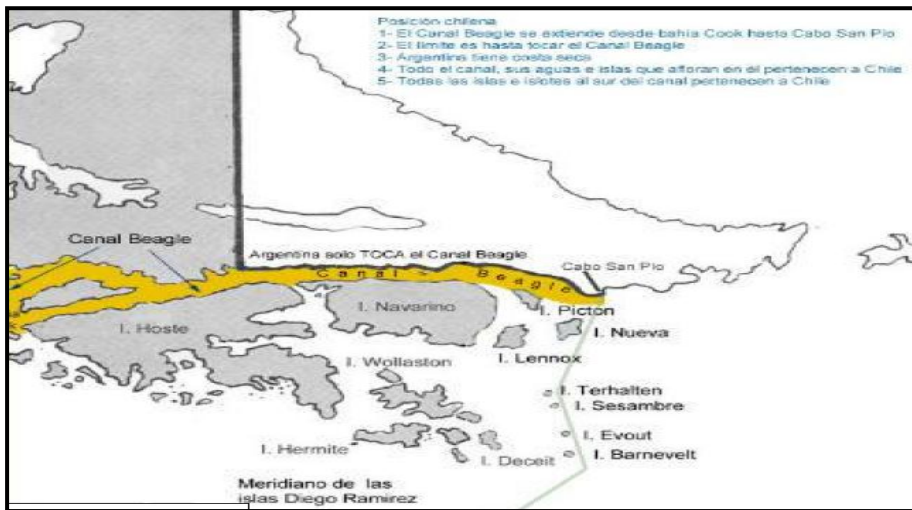 Posición chilena
1- El Canal Beagle se extiende desde bahía Cook hasta Cabo San Pío
2- El límite es hasta tocar el Canal Beagle
3- Argentina tiene costa seca
4- Todo el canal, sus aguas e islas que afloran en él pertenecen a Chile
5- Todas las islas e islotes al sur del canal pertenecen a Chile
Canal Beagle
Argentina solo TOCA el Canal Beagle
Cabo San Pío
Canal - Beagle
I. Navarino
I. Picton
I. Hoste
I. Nueva
I. Lennox
I. Wollaston
I. Terhalten
I. Sesambre
I. Evout
I. Hermite
I. Deceit
I. Barnevelt
Meridiano de las
islas Diego Ramirez